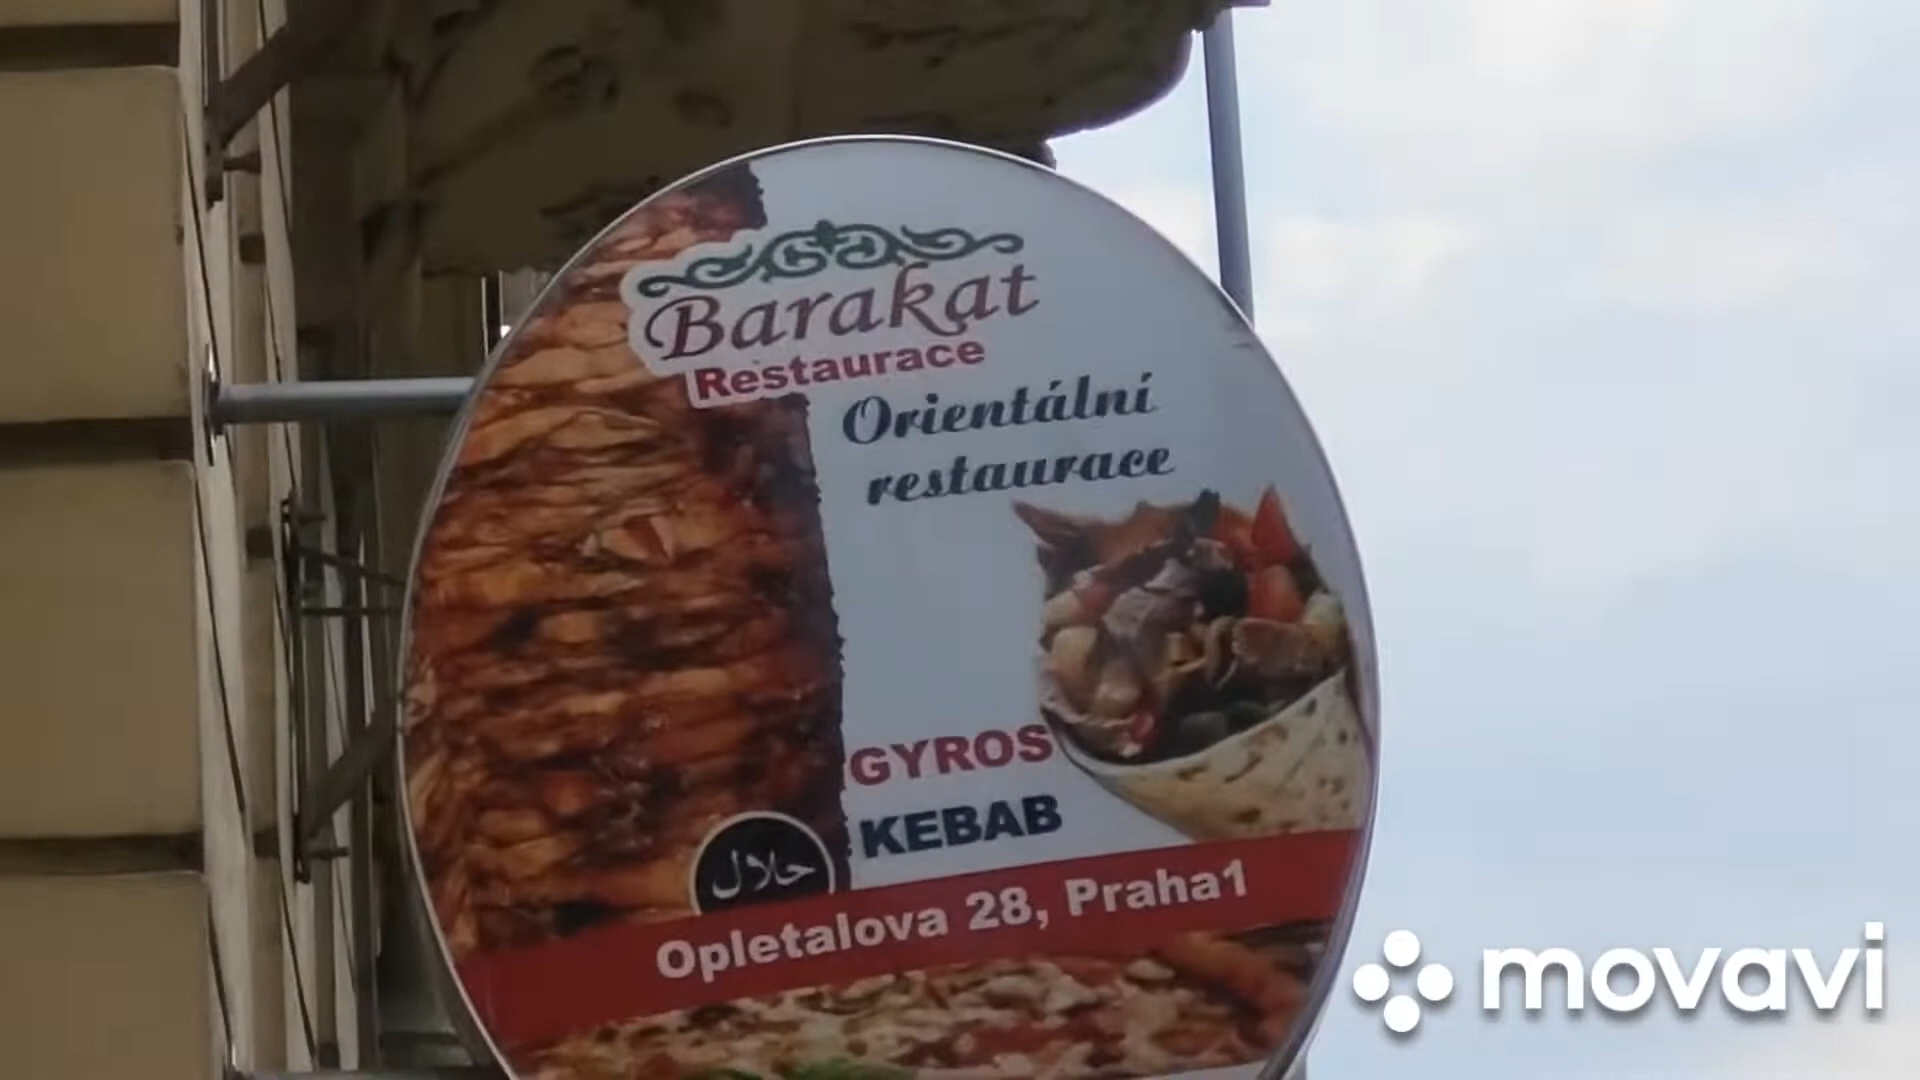 Barakat
Restaurace
Orientální
restaurace
GYROS
KEBAB
حلال
Opletalova 28, Praha1
movavi